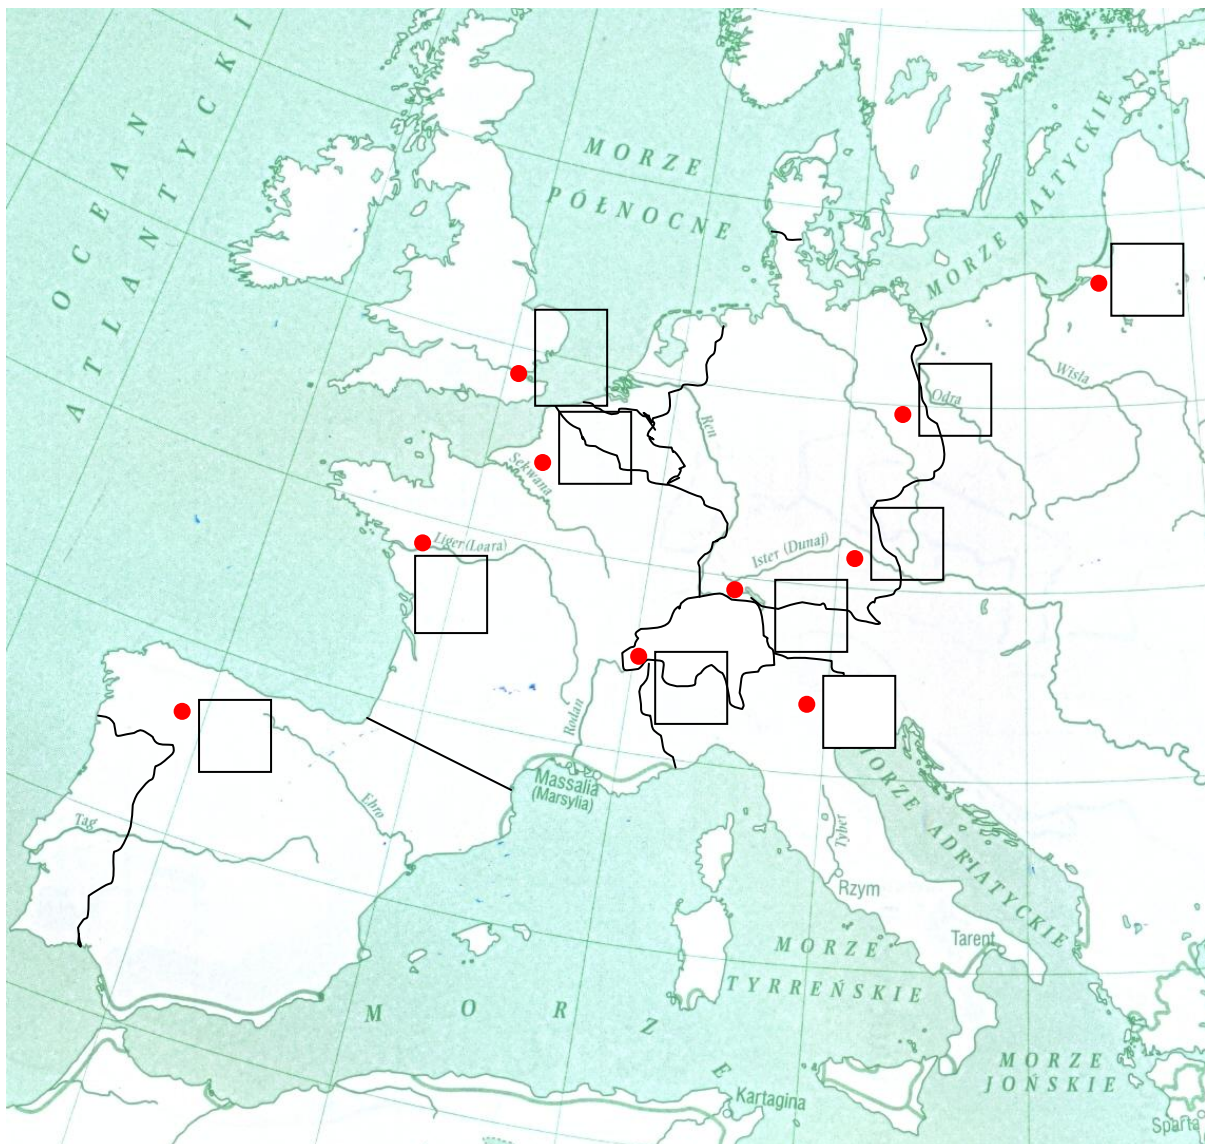 OCEAN
ATLANTYCKI
MORZE
PÓŁNOCNE
MORZE BAŁTYCKIE
Wisła
Odra
Ren
Sekwana
Liger (Loara)
Ister (Dunaj)
Rodan
Massalia
(Marsylia)
Ebro
Tag
Tyber
Rzym
MORZE ADRIATYCKIE
Tarent
MORZE
TYRREŃSKIE
MORZE
Kartagina
MORZE
JOŃSKIE
Sparta